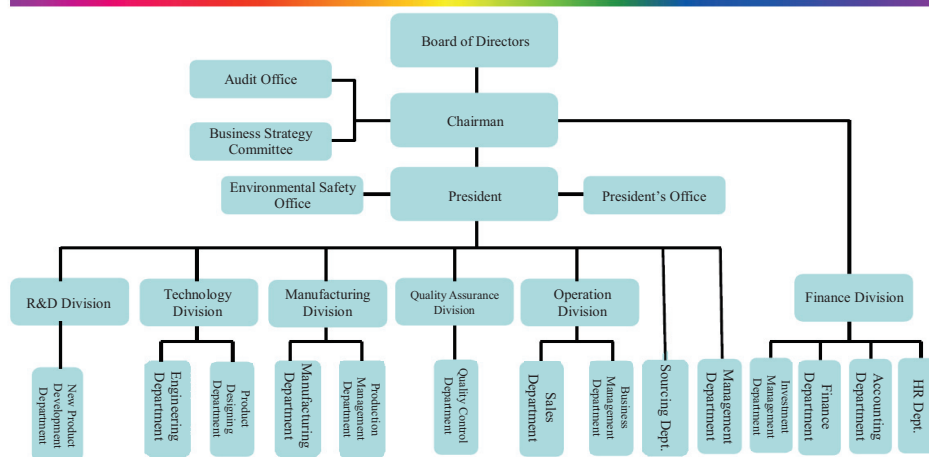 Board of Directors
Audit Office
Chairman
Business Strategy
Committee
Environmental Safety
Office
President
President's Office
R&D Division
Technology
Division
Manufacturing
Division
Quality Assurance
Division
Operation
Division
Finance Division
New Product
Development
Department
Engineering
Department
Product
Designing
Department
Manufacturing
Department
Production
Management
Department
Quality Control
Department
Sales
Department
Business
Management
Department
Sourcing Dept.
Management
Department
Investment
Management
Department
Finance
Department
Accounting
Department
HR Dept.